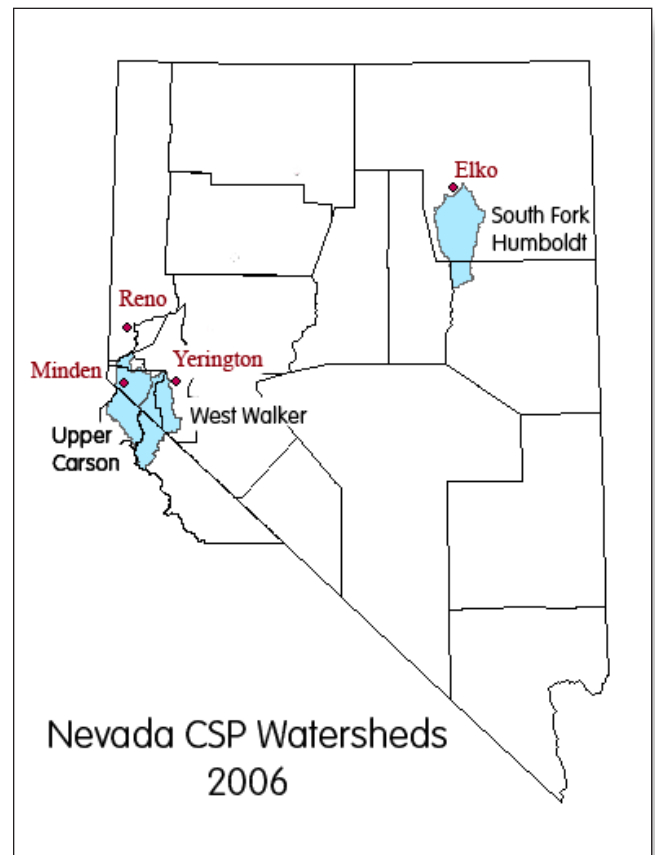 Elko
South Fork
Humboldt
Reno
Minden
Yerington
West Walker
Upper
Carson
Nevada CSP Watersheds
2006